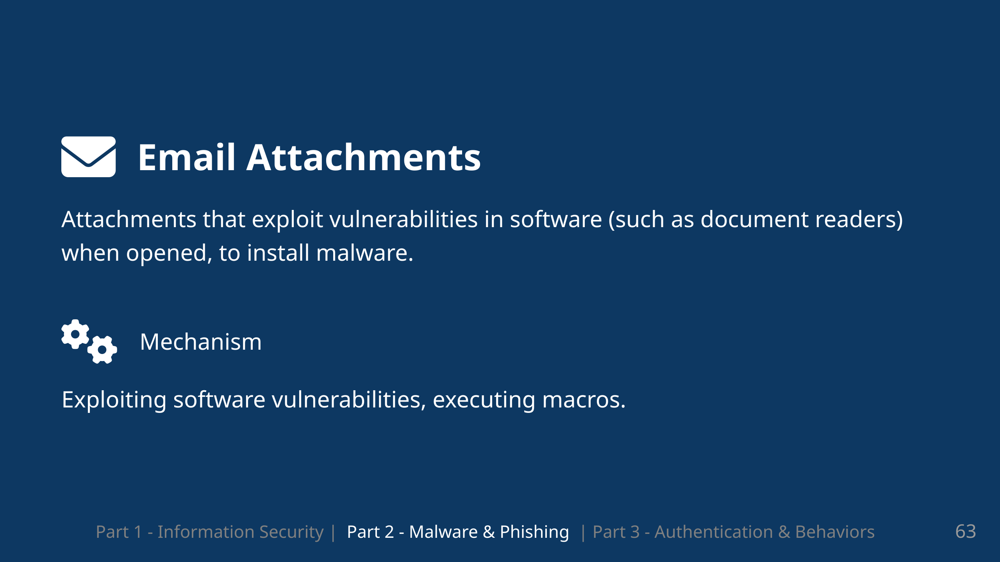 Email Attachments
Attachments that exploit vulnerabilities in software (such as document readers)
when opened, to install malware.
Mechanism
Exploiting software vulnerabilities, executing macros.
Part 1 - Information Security | Part 2 - Malware & Phishing | Part 3 - Authentication & Behaviors
63